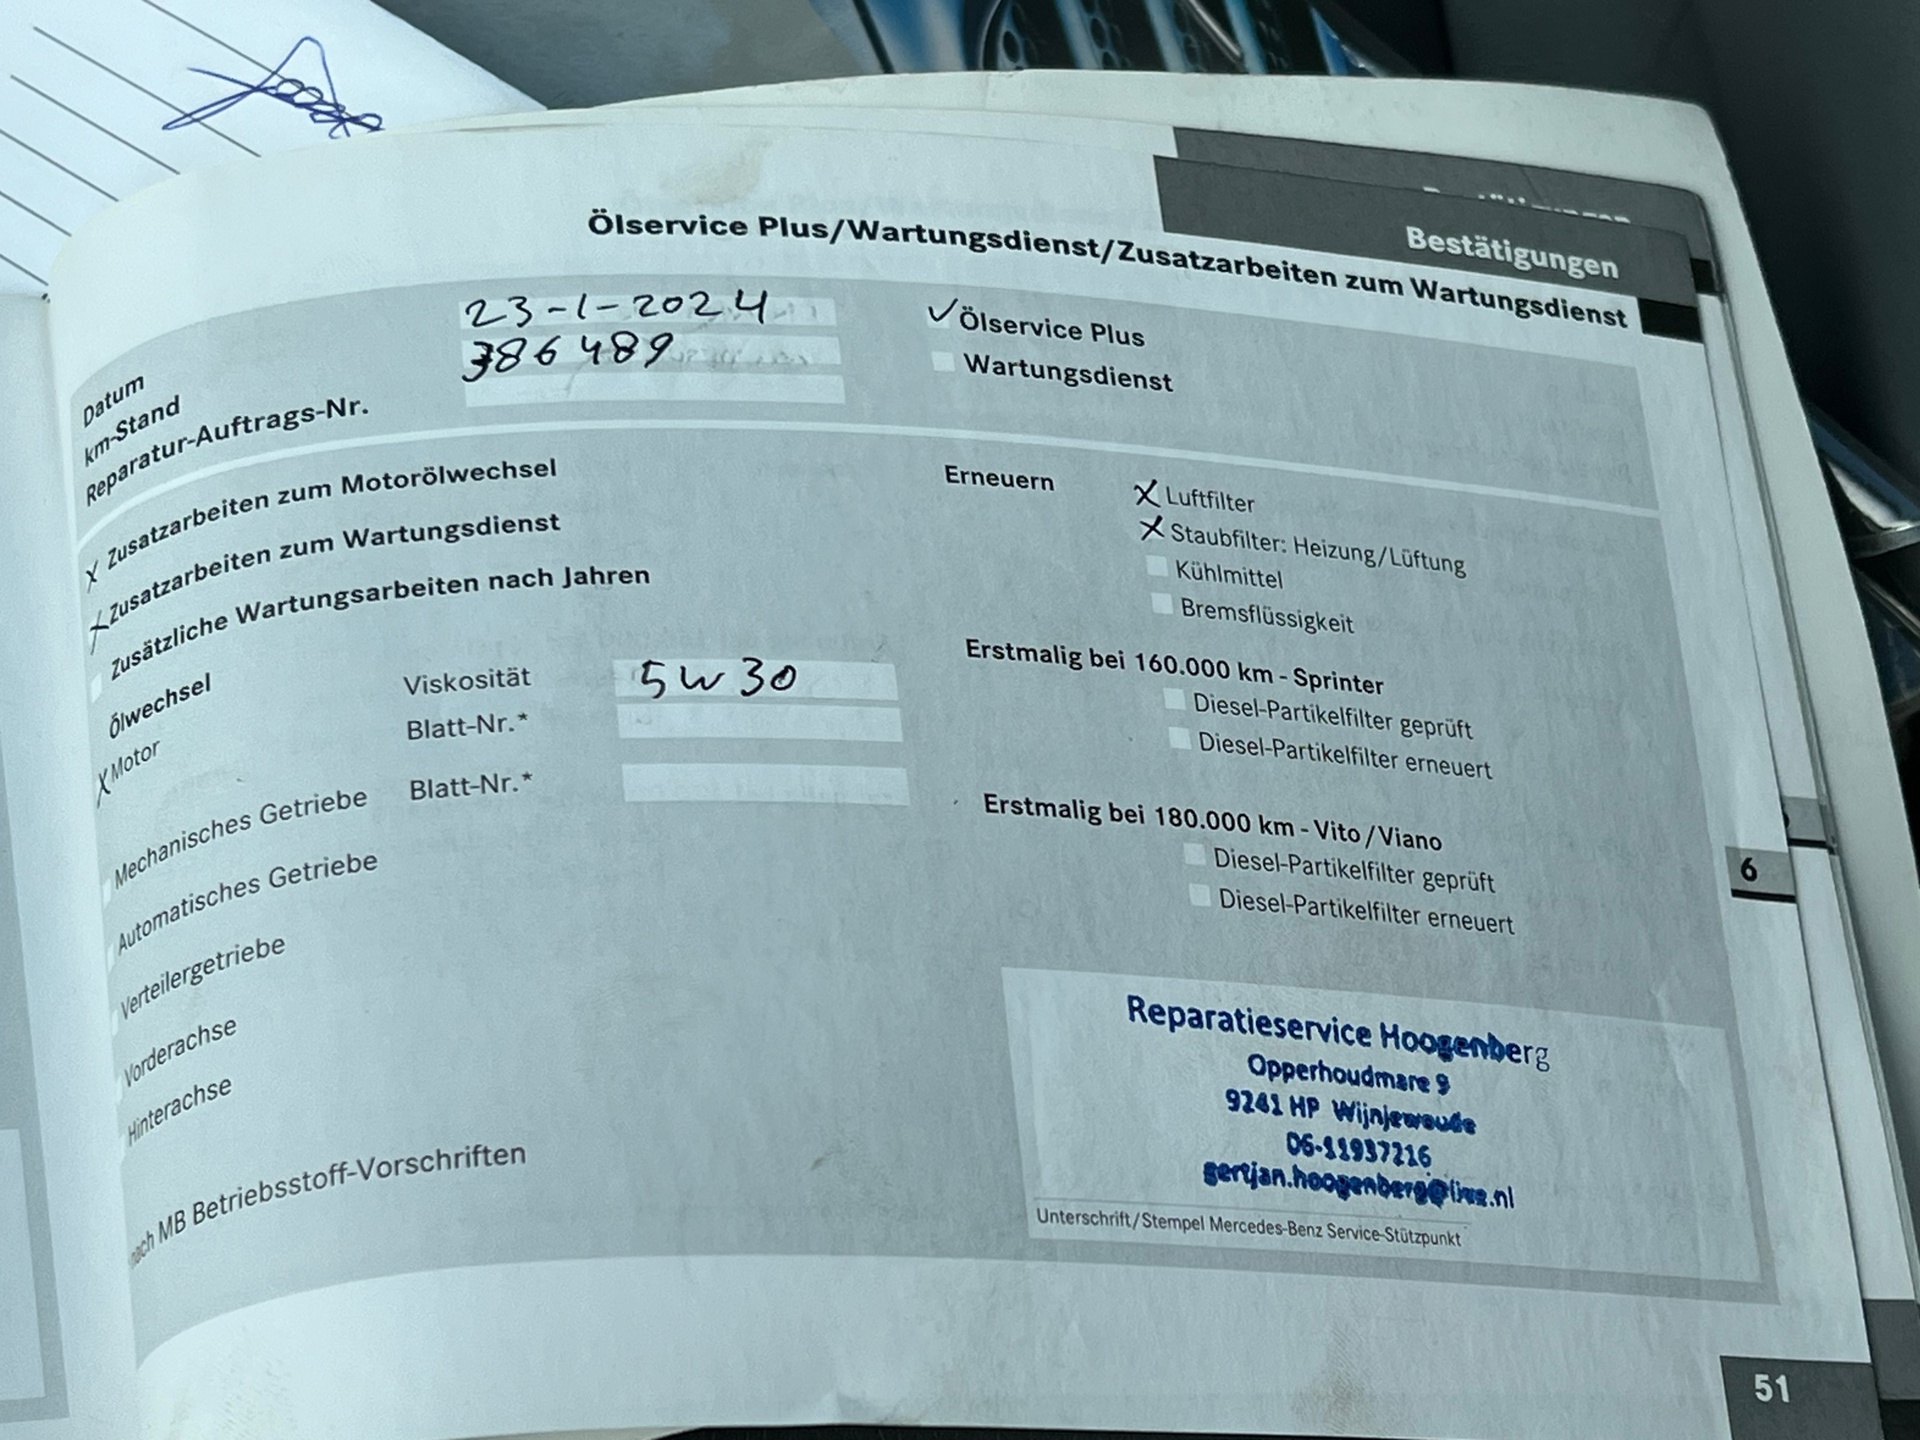 Bestätigungen
Ölservice Plus/Wartungsdienst/Zusatzarbeiten zum Wartungsdienst
Datum 23-1-2024
km-Stand 386489
Reparatur-Auftrags-Nr.
✓ Ölservice Plus
Wartungsdienst
X Zusatzarbeiten zum Motorölwechsel
X Zusatzarbeiten zum Wartungsdienst
Zusätzliche Wartungsarbeiten nach Jahren
Ölwechsel
X Motor
Viskosität 5W30
Blatt-Nr.*
Mechanisches Getriebe Blatt-Nr.*
Automatisches Getriebe
Verteilergetriebe
Vorderachse
Hinterachse
MB Betriebsstoff-Vorschriften
Erneuern X Luftfilter
X Staubfilter: Heizung/Lüftung
Kühlmittel
Bremsflüssigkeit
Erstmalig bei 160.000 km - Sprinter
Diesel-Partikelfilter geprüft
Diesel-Partikelfilter erneuert
Erstmalig bei 180.000 km - Vito/Viano
Diesel-Partikelfilter geprüft
Diesel-Partikelfilter erneuert
6
Reparatieservice Hoogenberg
Opperhoudmare 9
9241 HP Wijnjewoude
06-11937216
gertjan.hoogenberg@live.nl
Unterschrift/Stempel Mercedes-Benz Service-Stützpunkt
51